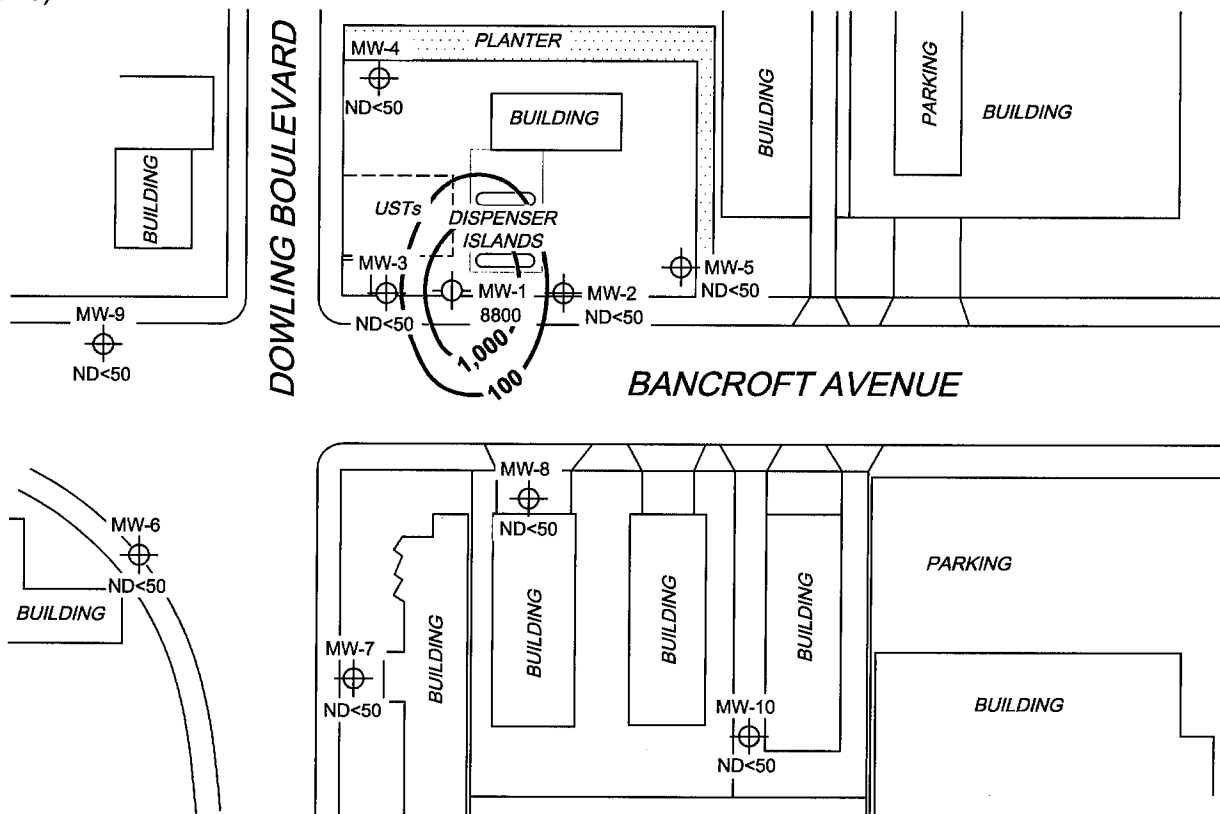 DOWLING BOULEVARD
MW-4
ND<50
PLANTER
BUILDING
BUILDING
PARKING
BUILDING
BUILDING
USTs
DISPENSER
ISLANDS
MW-3
ND<50
MW-1
8800
MW-2
ND<50
MW-5
ND<50
1,000
100
MW-9
ND<50
BANCROFT AVENUE
MW-8
ND<50
MW-6
ND<50
BUILDING
MW-7
ND<50
BUILDING
BUILDING
BUILDING
BUILDING
MW-10
ND<50
PARKING
BUILDING